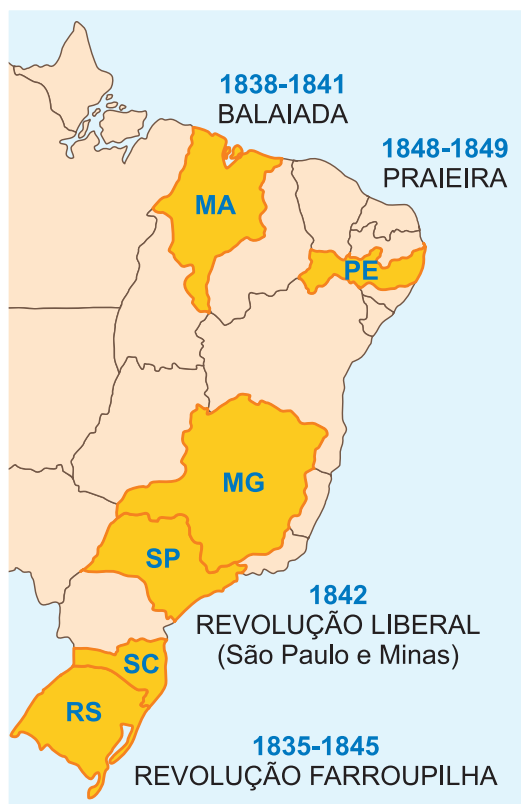 1838-1841
BALAIADA
1848-1849
PRAIEIRA
MA
PE
MG
SP
1842
REVOLUÇÃO LIBERAL
(São Paulo e Minas)
SC
RS
1835-1845
REVOLUÇÃO FARROUPILHA